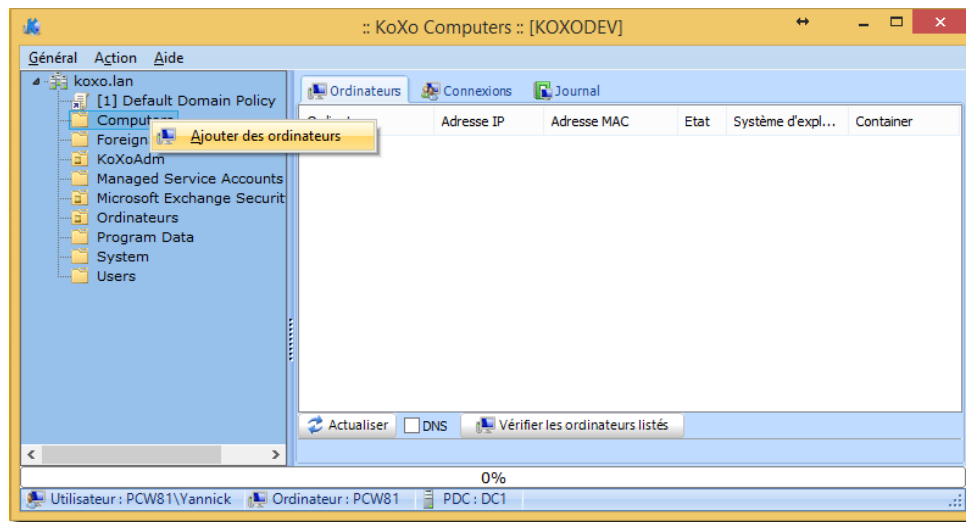 :: KoXo Computers :: [KOXODEV]
Général Action Aide
koxo.lan
[1] Default Domain Policy
Computers
Foreign
KoXoAdm
Managed Service Accounts
Microsoft Exchange Securit
Ordinateurs
Program Data
System
Users
Ajouter des ordinateurs
Ordinateurs Connexions Journal
Adresse IP Adresse MAC Etat Système d'expl... Container
Actualiser DNS Vérifier les ordinateurs listés
0%
Utilisateur : PCW81\Yannick Ordinateur : PCW81 PDC : DC1